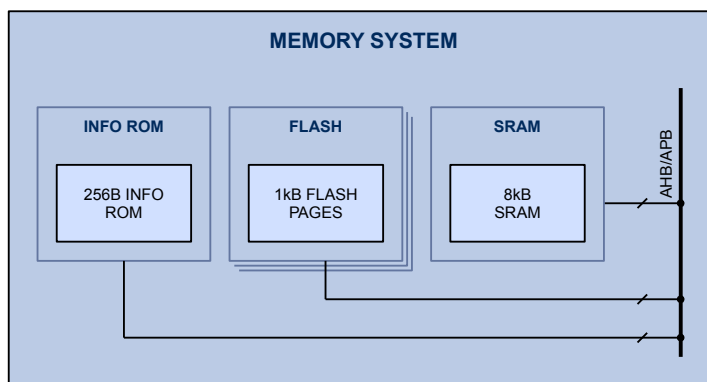 MEMORY SYSTEM
INFO ROM
FLASH
SRAM
256B INFO
ROM
1kB FLASH
PAGES
8kB
SRAM
AHB/APB